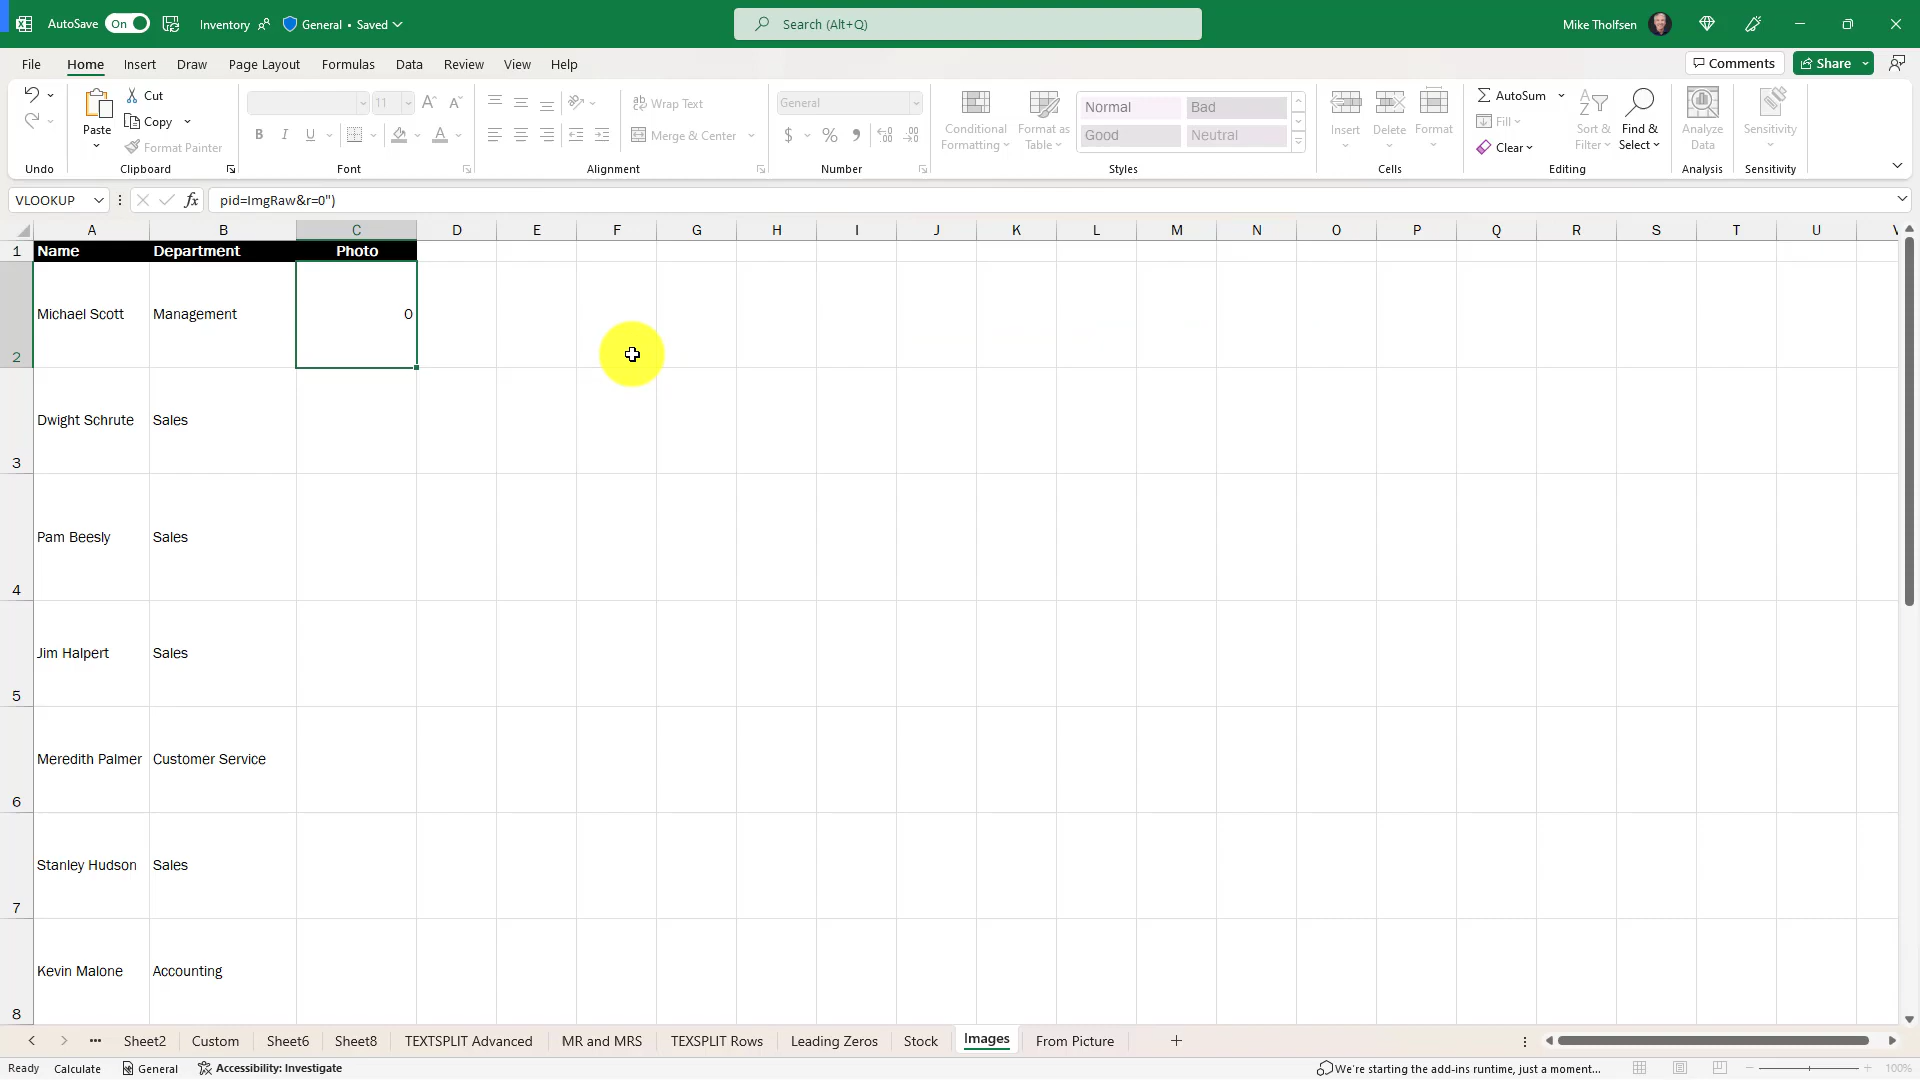 AutoSave On Inventory General • Saved Search (Alt+Q) Mike Tholfsen
File Home Insert Draw Page Layout Formulas Data Review View Help Comments Share
Cut
Copy
Paste
Format Painter
Undo
Clipboard
11
B I U A
Font
Wrap Text
Merge & Center
Alignment
General
$ % 9
Number
Conditional Formatting
Format as Table
Normal Bad
Good Neutral
Styles
Insert Delete Format
Cells
AutoSum
Fill
Clear
Sort & Filter
Find & Select
Editing
Analyze Data
Analysis
Sensitivity
Sensitivity
VLOOKUP fx pid=ImgRaw&r=0")
A B C D E F G H I J K L M N O P Q R S T U
1 Name Department Photo
2 Michael Scott Management 0
3 Dwight Schrute Sales
4 Pam Beesly Sales
5 Jim Halpert Sales
6 Meredith Palmer Customer Service
7 Stanley Hudson Sales
8 Kevin Malone Accounting
Sheet2 Custom Sheet6 Sheet8 TEXTSPLIT Advanced MR and MRS TEXSPLIT Rows Leading Zeros Stock Images From Picture
Ready Calculate General Accessibility: Investigate We're starting the add-ins runtime, just a moment... 100%